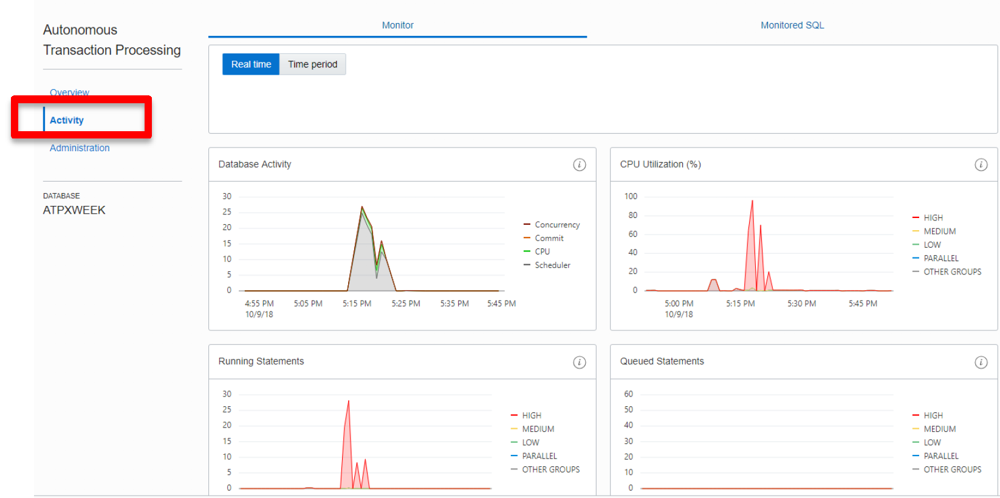 Autonomous
Transaction Processing
Overview
Activity
Administration
DATABASE
ATPXWEEK
Monitor
Monitored SQL
Real time
Time period
Database Activity
i
30
25
20
15
10
5
0
4:55 PM
10/9/18
5:05 PM
5:15 PM
5:25 PM
5:35 PM
5:45 PM
Concurrency
Commit
CPU
Scheduler
CPU Utilization (%)
i
100
80
60
40
20
0
5:00 PM
10/9/18
5:15 PM
5:30 PM
5:45 PM
HIGH
MEDIUM
LOW
PARALLEL
OTHER GROUPS
Running Statements
i
30
25
20
15
10
5
0
HIGH
MEDIUM
LOW
PARALLEL
OTHER GROUPS
Queued Statements
i
60
50
40
30
20
10
0
HIGH
MEDIUM
LOW
PARALLEL
OTHER GROUPS